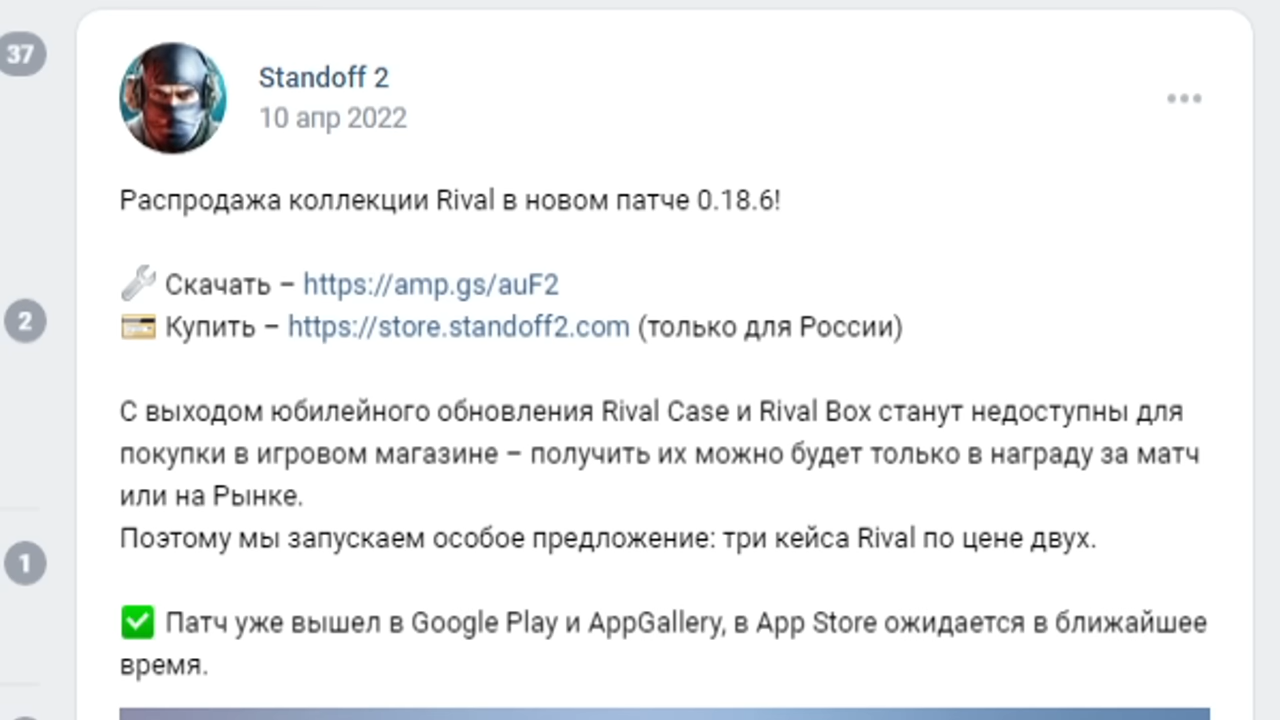 37
Standoff 2
10 апр 2022
Распродажа коллекции Rival в новом патче 0.18.6!
Скачать – https://amp.gs/auF2
2
Купить – https://store.standoff2.com (только для России)
С выходом юбилейного обновления Rival Case и Rival Box станут недоступны для
покупки в игровом магазине – получить их можно будет только в награду за матч
или на Рынке.
Поэтому мы запускаем особое предложение: три кейса Rival по цене двух.
1
Патч уже вышел в Google Play и AppGallery, в App Store ожидается в ближайшее
время.